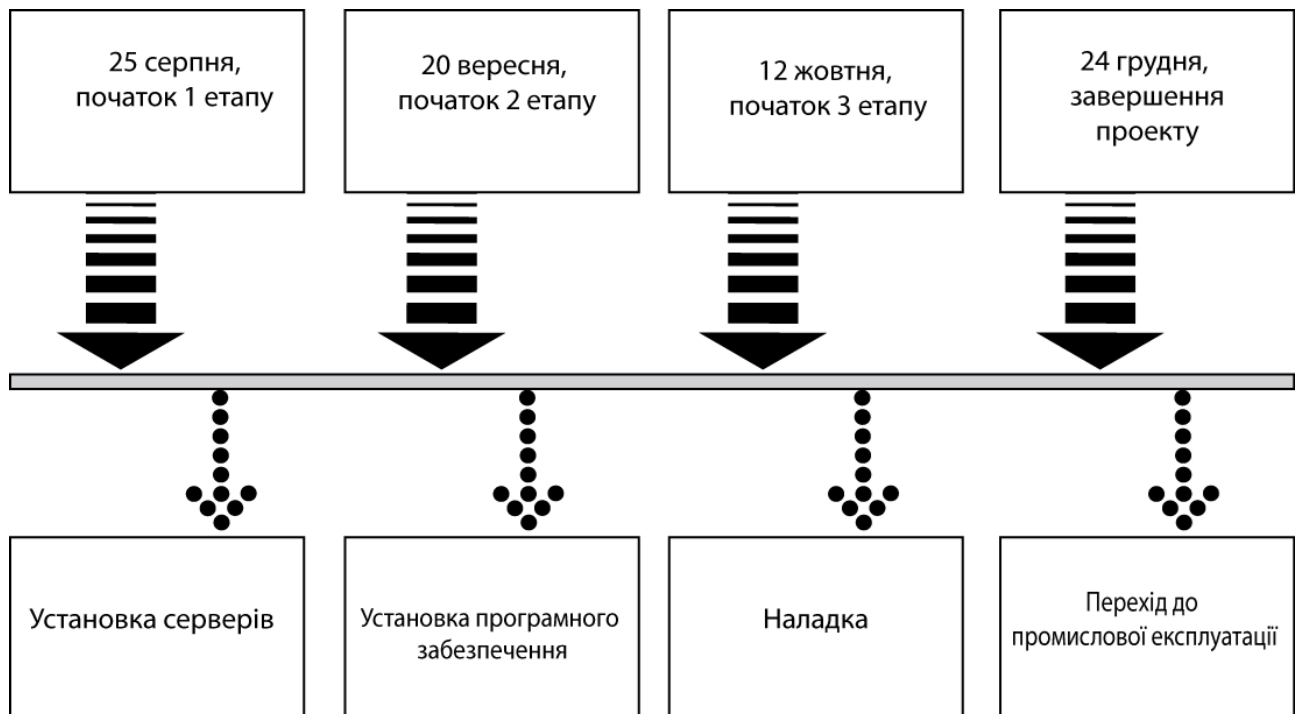 25 серпня,
початок 1 етапу
20 вересня,
початок 2 етапу
12 жовтня,
початок 3 етапу
24 грудня,
завершення
проекту
Установка серверів
Установка програмного
забезпечення
Наладка
Перехід до
промислової експлуатації